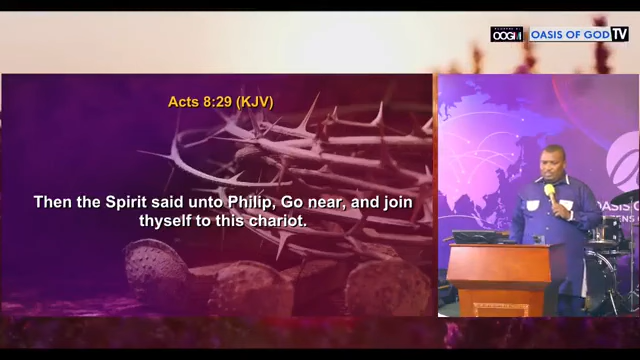 OOGM
OASIS OF GOD TV
Acts 8:29 (KJV)
Then the Spirit said unto Philip, Go near, and join
thyself to this chariot.
OASIS O